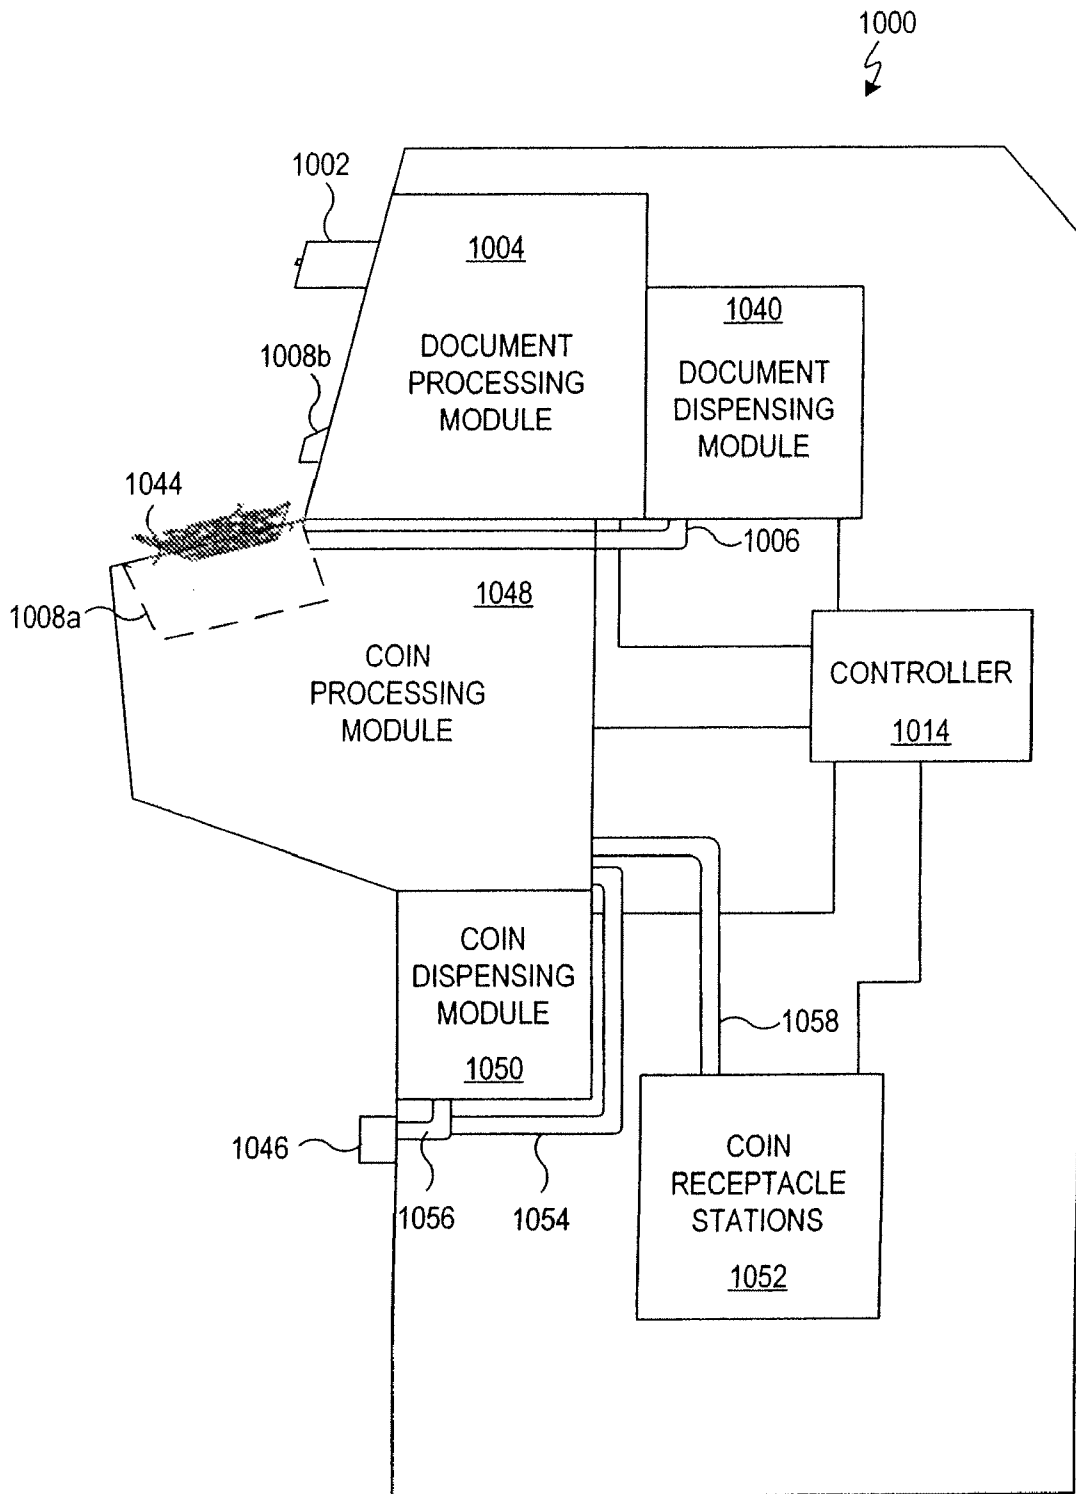 1000
1002
1004
DOCUMENT
PROCESSING
MODULE
1040
DOCUMENT
DISPENSING
MODULE
1008b
1044
1006
1008a
1048
COIN
PROCESSING
MODULE
CONTROLLER
1014
COIN
DISPENSING
MODULE
1050
1058
1046
1056
1054
COIN
RECEPTACLE
STATIONS
1052